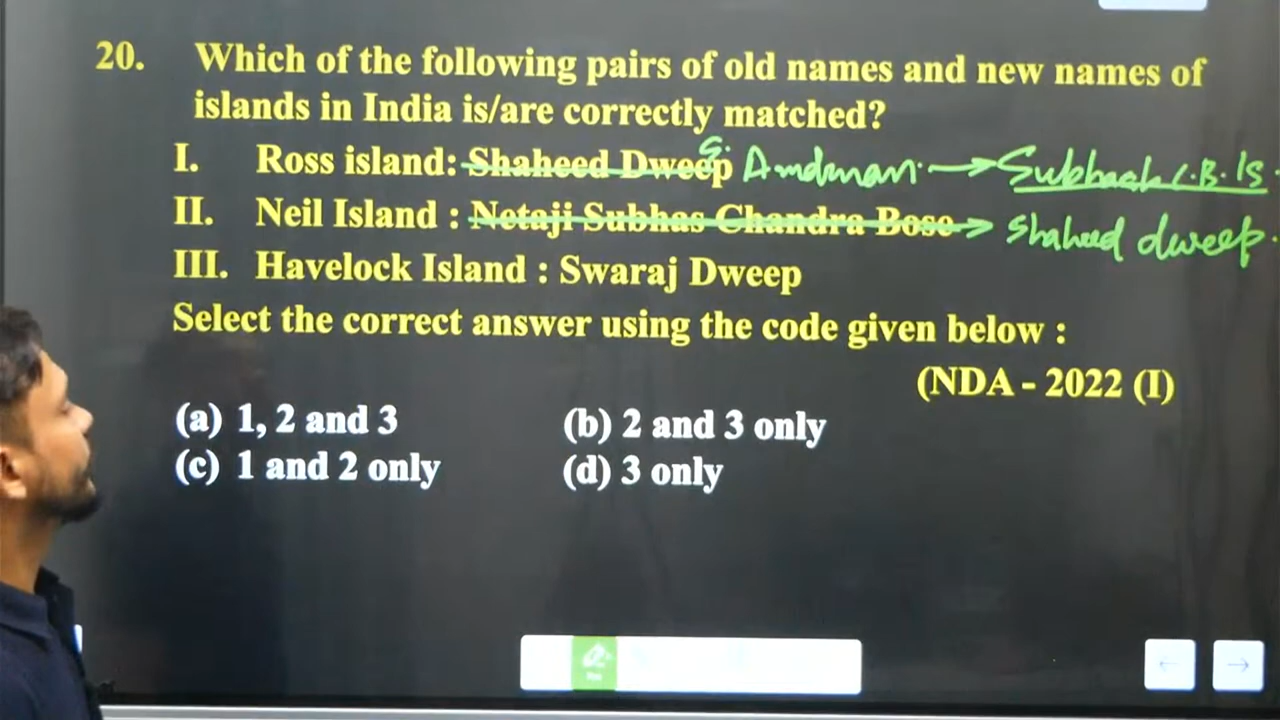 20. Which of the following pairs of old names and new names of
islands in India is/are correctly matched?
I. Ross island: Shaheed Dweep S. Andman. → Subhash C.B. Is.
II. Neil Island : Netaji Subhas Chandra Bose → Shaheed dweep.
III. Havelock Island : Swaraj Dweep
Select the correct answer using the code given below :
(NDA - 2022 (I)
(a) 1, 2 and 3 (b) 2 and 3 only
(c) 1 and 2 only (d) 3 only